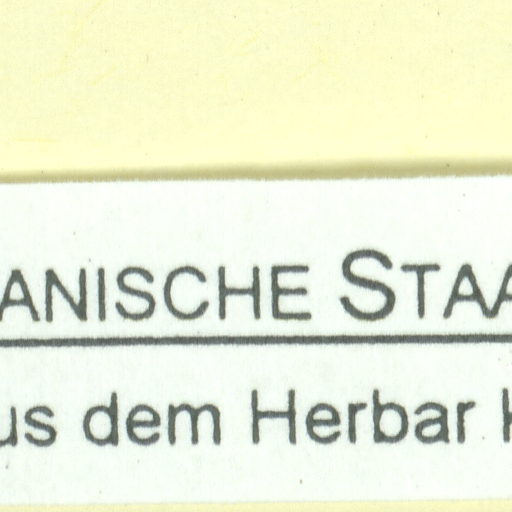 ANISCHE STAA
us dem Herbar